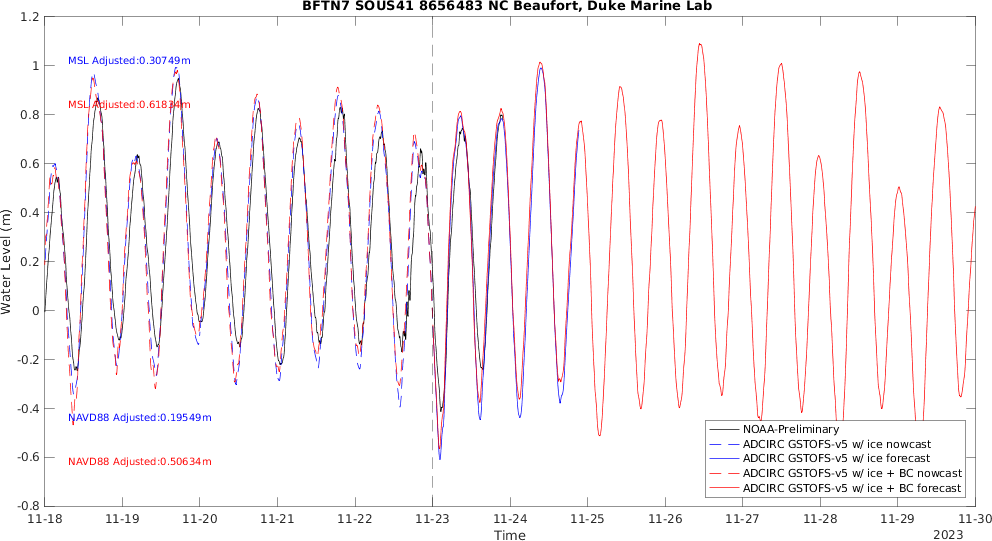 BFTN7 SOUS41 8656483 NC Beaufort, Duke Marine Lab
1.2
1
0.8
0.6
0.4
0.2
0
-0.2
-0.4
-0.6
-0.8
Water Level (m)
MSL Adjusted:0.30749m
MSL Adjusted:0.61834m
NAVD88 Adjusted:0.19549m
NAVD88 Adjusted:0.50634m
NOAA-Preliminary
ADCIRC GSTOFS-v5 w/ ice nowcast
ADCIRC GSTOFS-v5 w/ ice forecast
ADCIRC GSTOFS-v5 w/ ice + BC nowcast
ADCIRC GSTOFS-v5 w/ ice + BC forecast
11-18 11-19 11-20 11-21 11-22 11-23 11-24 11-25 11-26 11-27 11-28 11-29 11-30
Time
2023